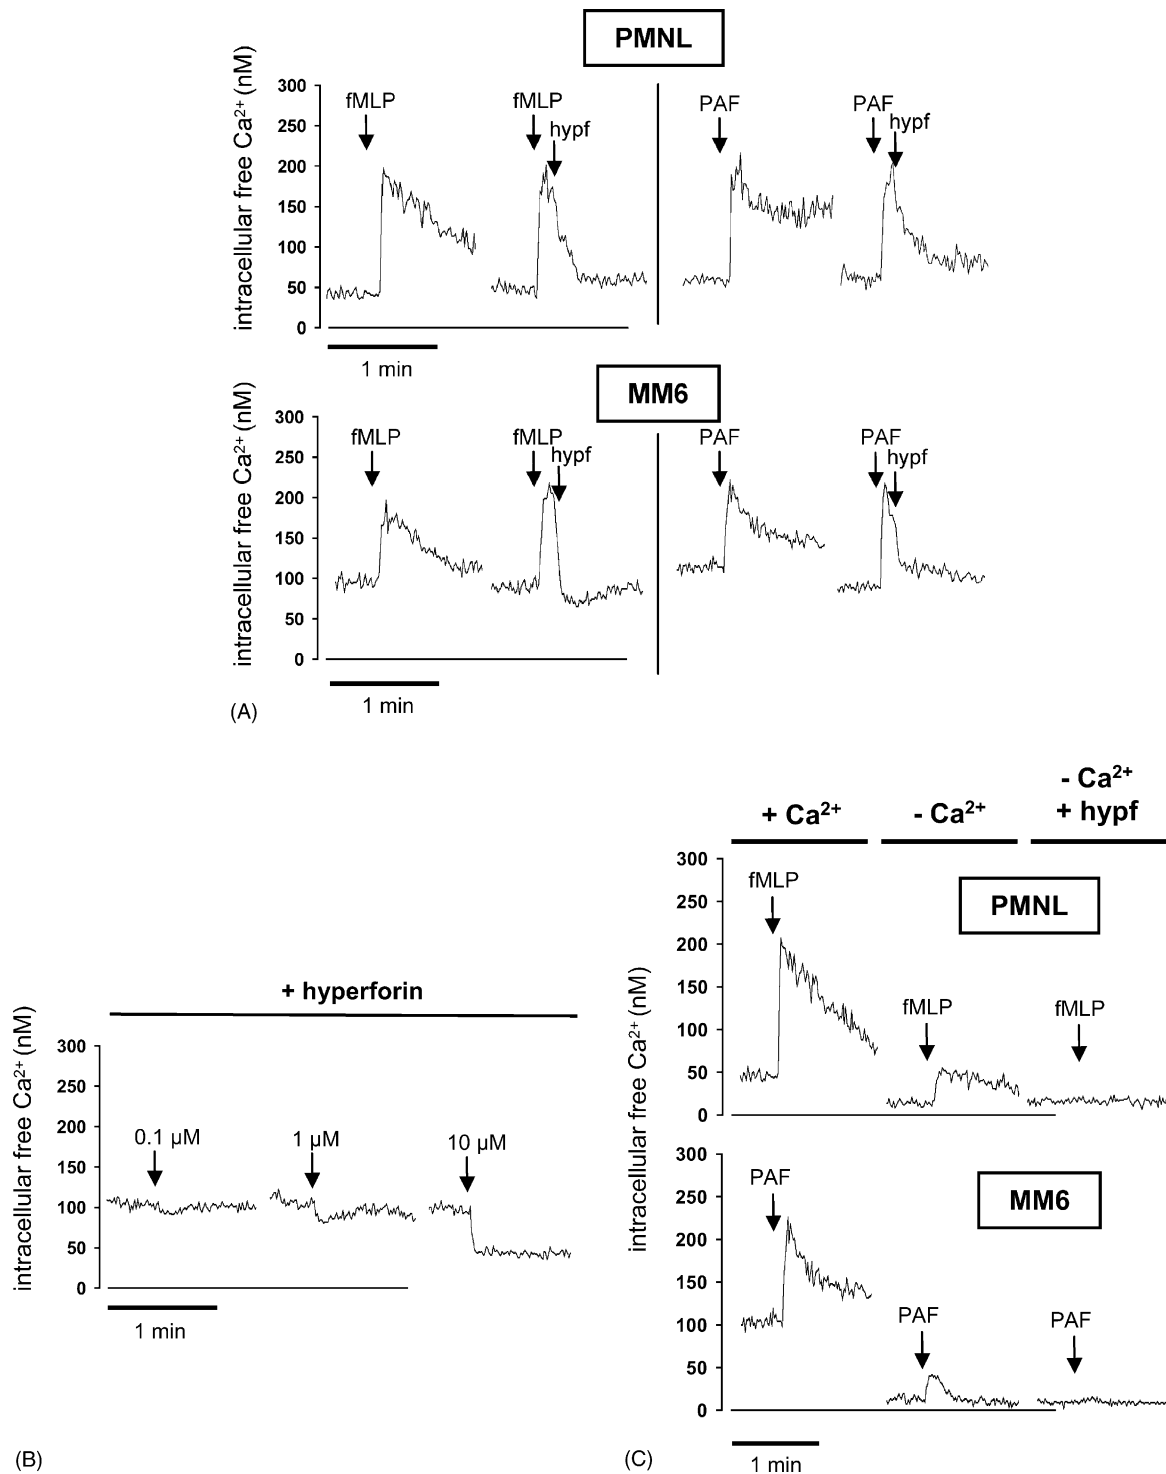 PMNL
intracellular free Ca²⁺ (nM)
300
250
200
150
100
50
0
fMLP
fMLP
hypf
PAF
PAF
hypf
1 min
MM6
intracellular free Ca²⁺ (nM)
300
250
200
150
100
50
0
fMLP
fMLP
hypf
PAF
PAF
hypf
1 min
(A)
+ hyperforin
intracellular free Ca²⁺ (nM)
300
250
200
150
100
50
0
0.1 µM
1 µM
10 µM
1 min
(B)
+ Ca²⁺
- Ca²⁺
- Ca²⁺
+ hypf
intracellular free Ca²⁺ (nM)
300
250
200
150
100
50
0
fMLP
fMLP
fMLP
PMNL
300
250
200
150
100
50
0
PAF
PAF
PAF
MM6
1 min
(C)